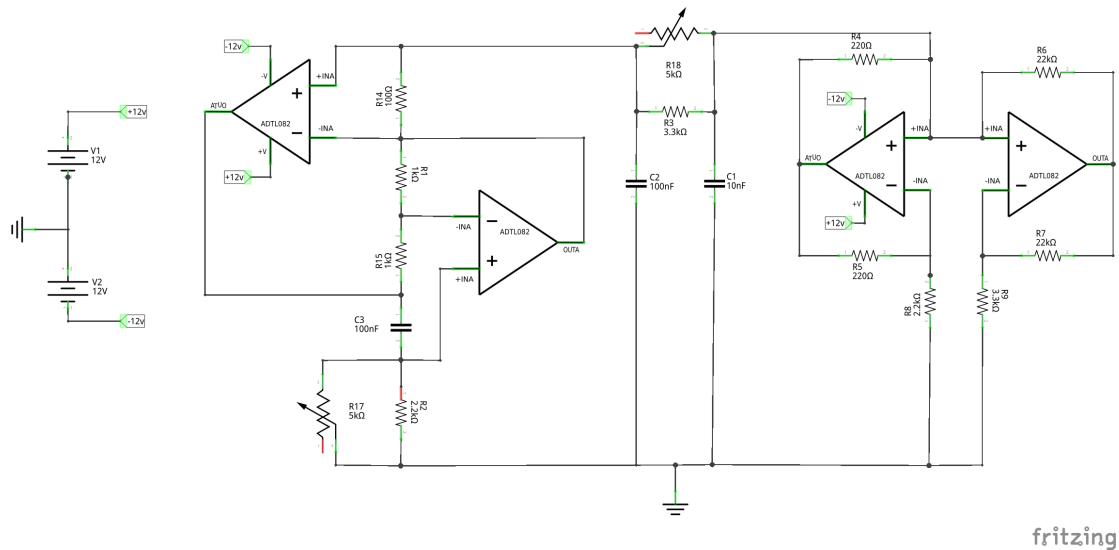 -12v
-V
+INA
ATUO
ADTL082
-INA
+V
+12v
+12v
V1
12V
V2
12V
-12v
R14
100Ω
R1
1kΩ
R15
1kΩ
-INA
ADTL082
OUTA
+INA
C3
100nF
R17
5kΩ
R2
2.2kΩ
R18
5kΩ
R3
3.3kΩ
C2
100nF
C1
10nF
R4
220Ω
-12v
-V
+INA
ATUO
ADTL082
-INA
+V
+12v
R5
220Ω
R8
2.2kΩ
R6
22kΩ
+INA
ADTL082
OUTA
-INA
R7
22kΩ
R9
3.3kΩ
fritzing